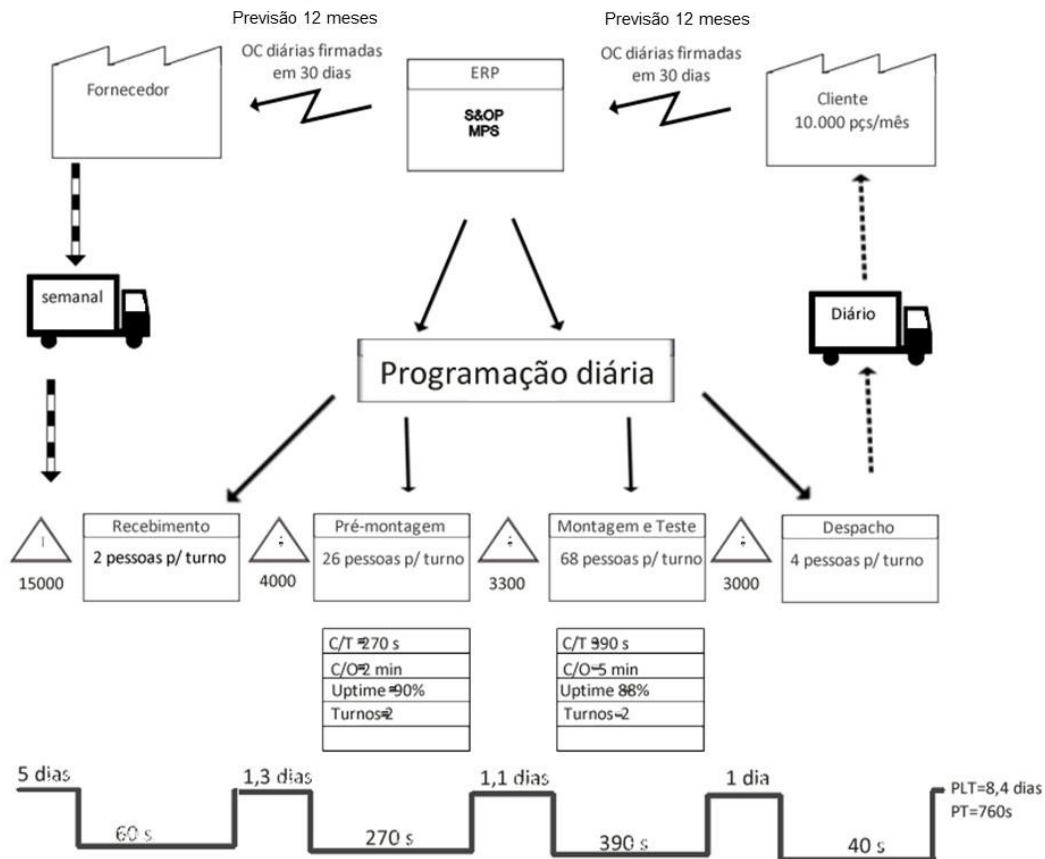 Previsão 12 meses
Previsão 12 meses
OC diárias firmadas
em 30 dias
OC diárias firmadas
em 30 dias
Fornecedor
ERP
S&OP
MPS
Cliente
10.000 pçs/mês
semanal
Diário
Programação diária
Recebimento
2 pessoas p/ turno
Pré-montagem
26 pessoas p/ turno
Montagem e Teste
68 pessoas p/ turno
Despacho
4 pessoas p/ turno
I
15000
4000
3300
3000
C/T =270 s
C/O=2 min
Uptime =90%
Turnos=2
C/T=390 s
C/O=5 min
Uptime 88%
Turnos=2
5 dias
1,3 dias
1,1 dias
1 dia
60 s
270 s
390 s
40 s
PLT=8,4 dias
PT=760s